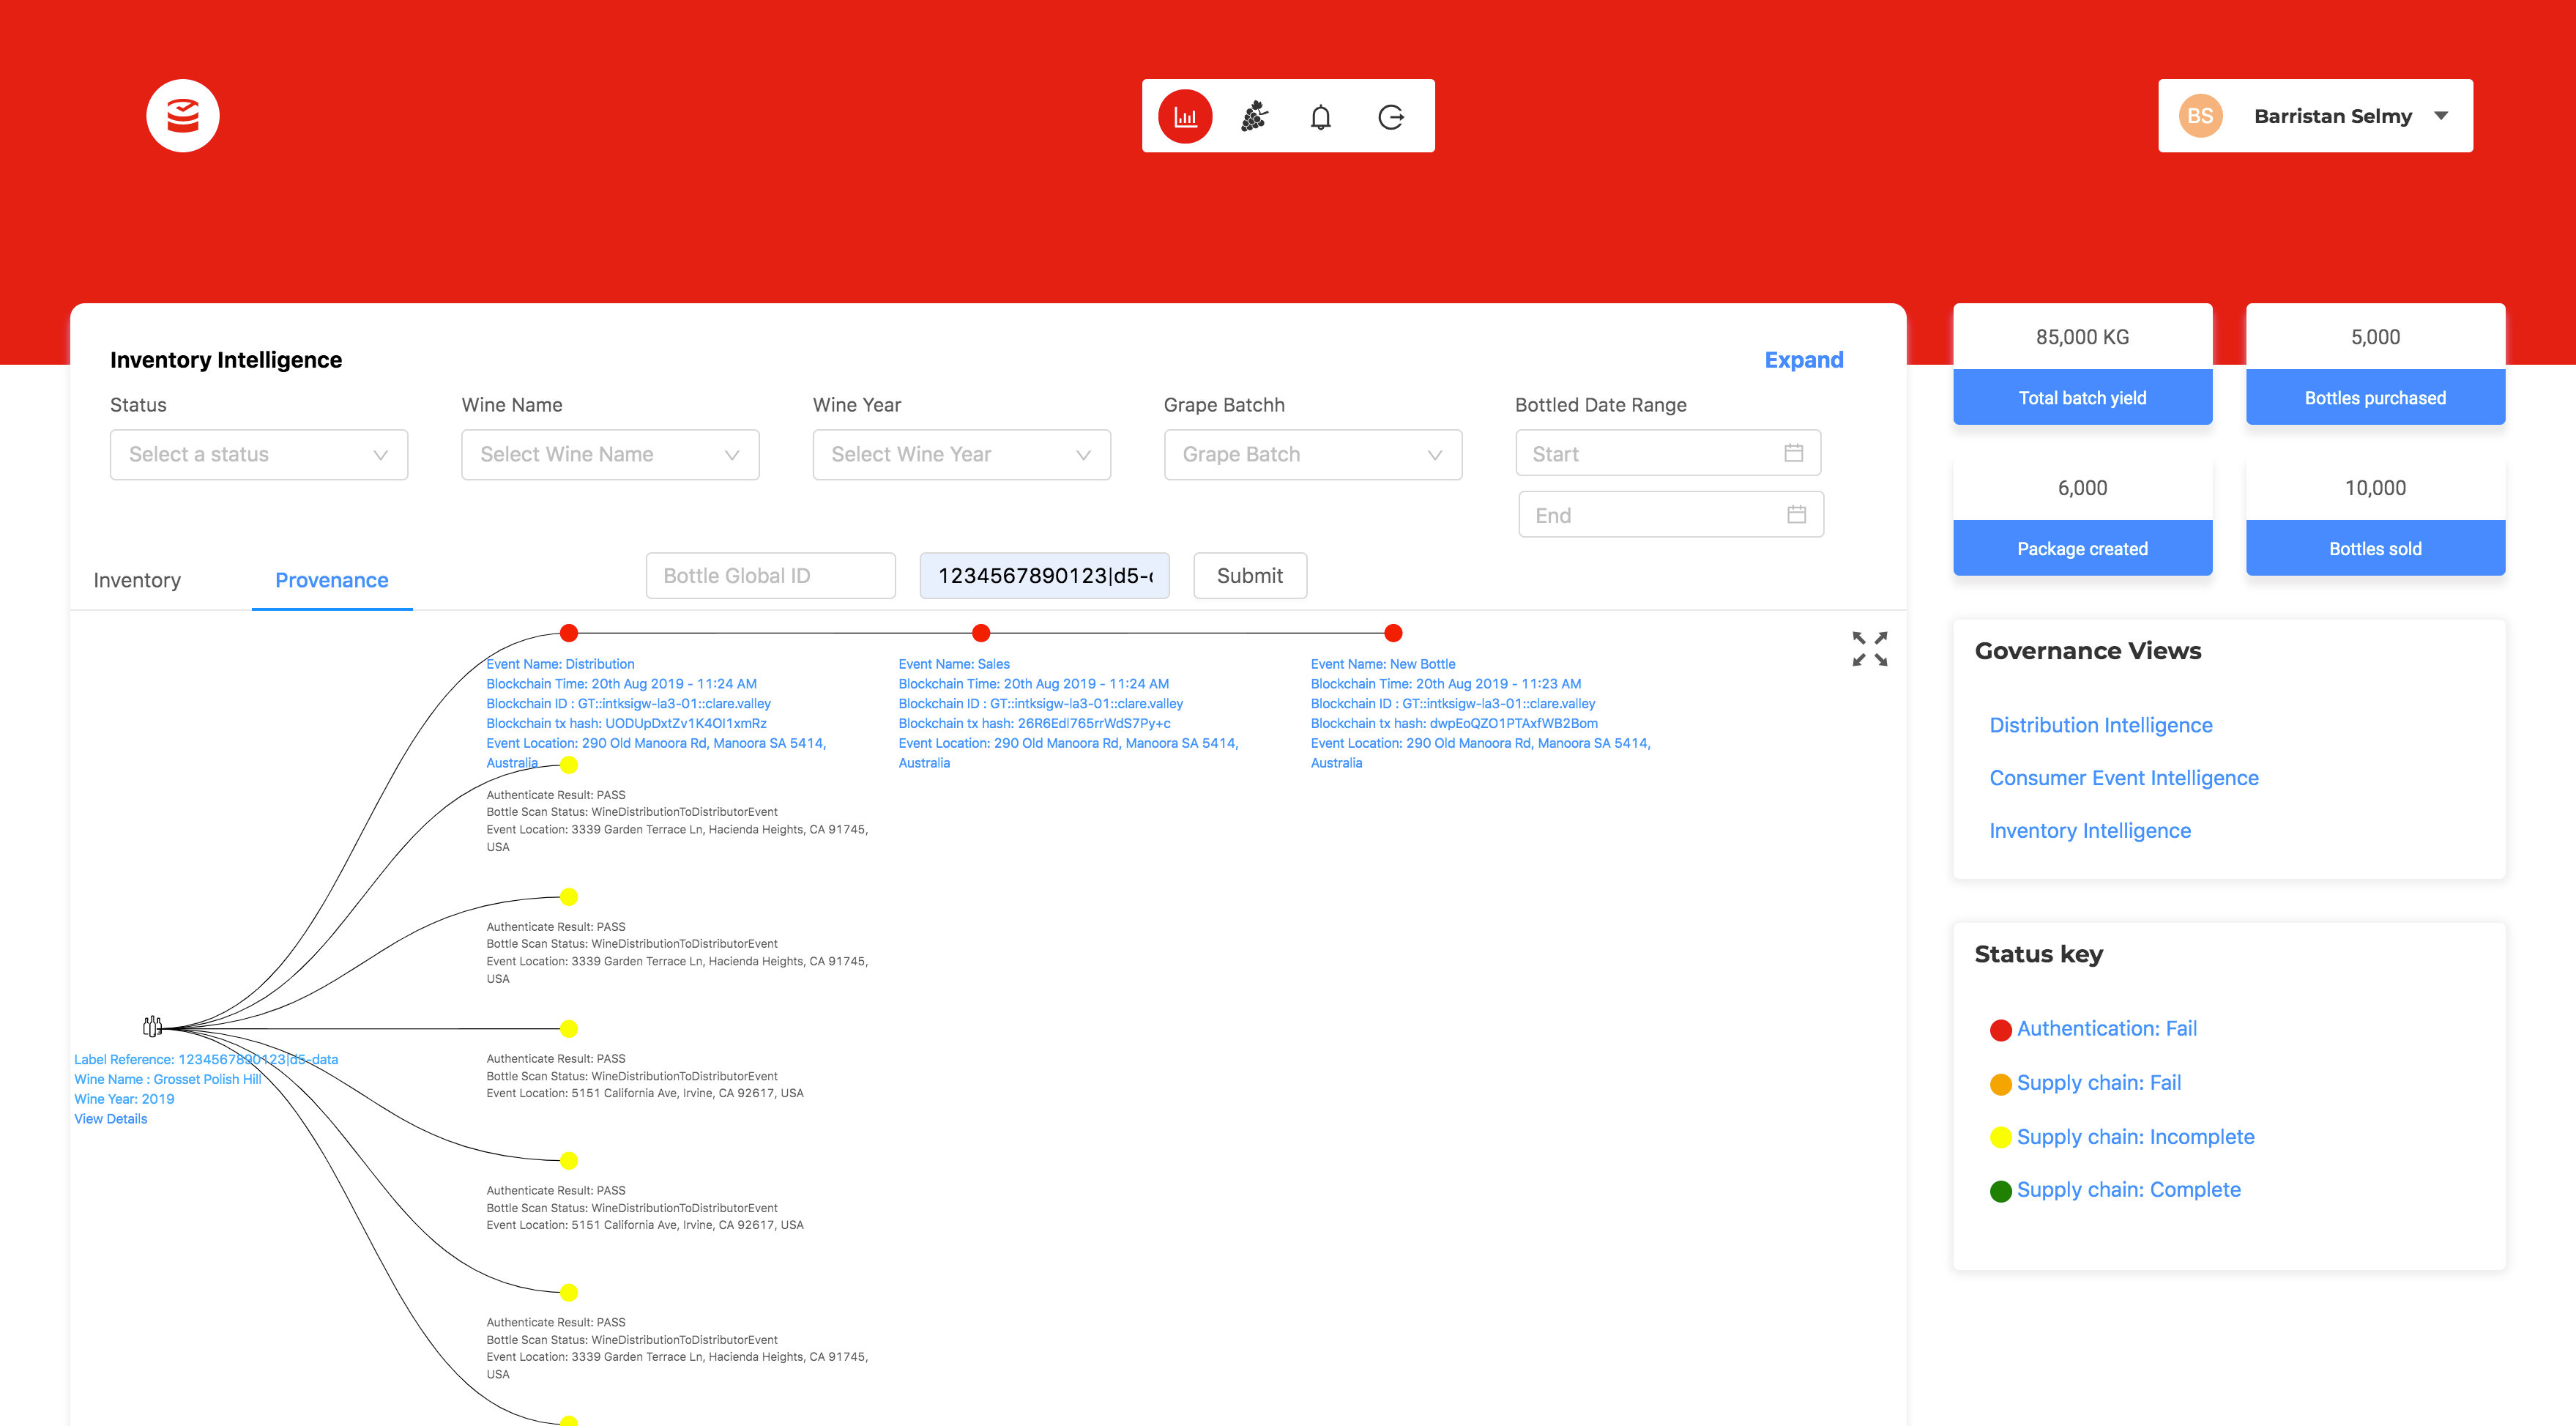 BS Barristan Selmy
Inventory Intelligence
Expand
Status
Wine Name
Wine Year
Grape Batchh
Bottled Date Range
Select a status
Select Wine Name
Select Wine Year
Grape Batch
Start
End
Inventory
Provenance
Bottle Global ID
1234567890123|d5-
Submit
Event Name: Distribution
Blockchain Time: 20th Aug 2019 - 11:24 AM
Blockchain ID : GT::intksigw-la3-01::clare.valley
Blockchain tx hash: UODUpDxtZv1K4OI1xmRz
Event Location: 290 Old Manoora Rd, Manoora SA 5414,
Australia
Event Name: Sales
Blockchain Time: 20th Aug 2019 - 11:24 AM
Blockchain ID : GT::intksigw-la3-01::clare.valley
Blockchain tx hash: 26R6EdI765rrWdS7Py+c
Event Location: 290 Old Manoora Rd, Manoora SA 5414,
Australia
Event Name: New Bottle
Blockchain Time: 20th Aug 2019 - 11:23 AM
Blockchain ID : GT::intksigw-la3-01::clare.valley
Blockchain tx hash: dwpEoQZO1PTAxfWB2Bom
Event Location: 290 Old Manoora Rd, Manoora SA 5414,
Australia
Authenticate Result: PASS
Bottle Scan Status: WineDistributionToDistributorEvent
Event Location: 3339 Garden Terrace Ln, Hacienda Heights, CA 91745,
USA
Authenticate Result: PASS
Bottle Scan Status: WineDistributionToDistributorEvent
Event Location: 3339 Garden Terrace Ln, Hacienda Heights, CA 91745,
USA
Authenticate Result: PASS
Bottle Scan Status: WineDistributionToDistributorEvent
Event Location: 5151 California Ave, Irvine, CA 92617, USA
Authenticate Result: PASS
Bottle Scan Status: WineDistributionToDistributorEvent
Event Location: 5151 California Ave, Irvine, CA 92617, USA
Authenticate Result: PASS
Bottle Scan Status: WineDistributionToDistributorEvent
Event Location: 3339 Garden Terrace Ln, Hacienda Heights, CA 91745,
USA
Label Reference: 1234567890123|d5-data
Wine Name : Grosset Polish Hill
Wine Year: 2019
View Details
85,000 KG
Total batch yield
5,000
Bottles purchased
6,000
Package created
10,000
Bottles sold
Governance Views
Distribution Intelligence
Consumer Event Intelligence
Inventory Intelligence
Status key
Authentication: Fail
Supply chain: Fail
Supply chain: Incomplete
Supply chain: Complete